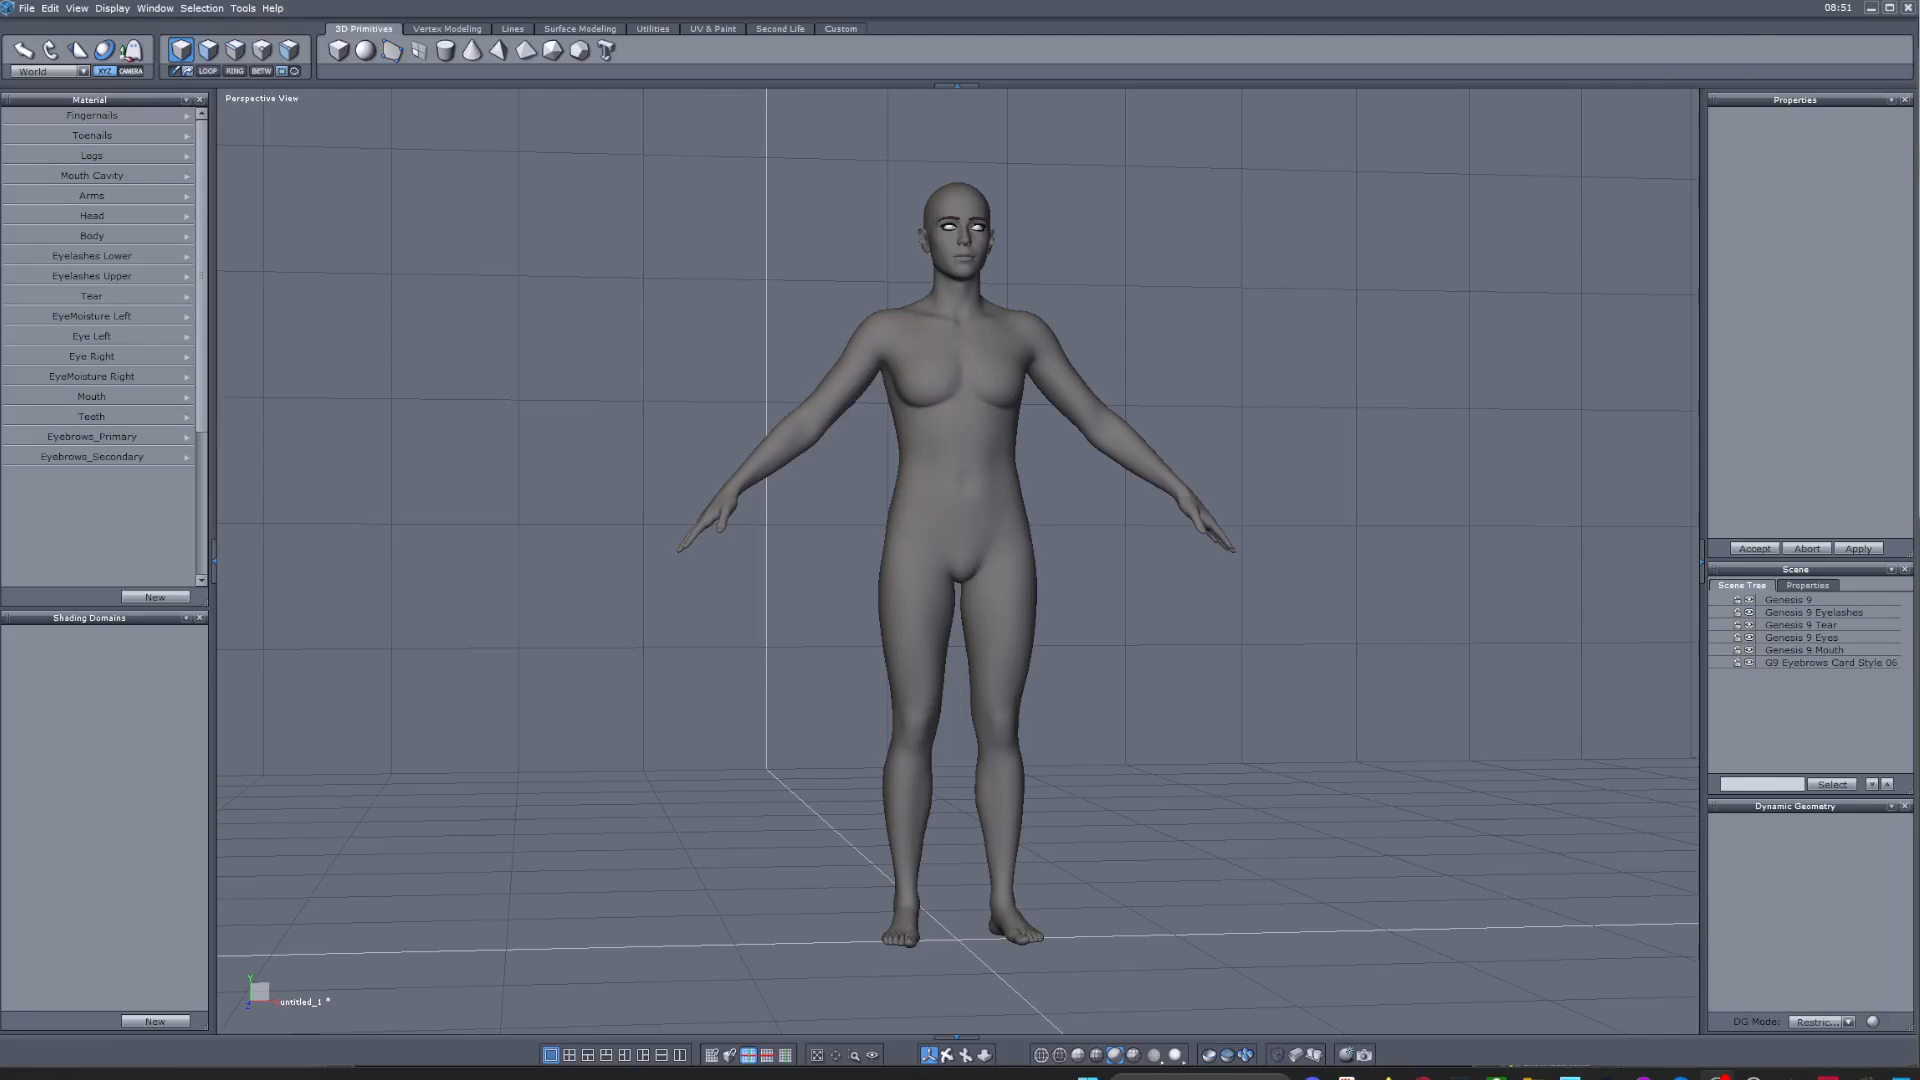 File Edit View Display Window Selection Tools Help
08:51
3D Primitives Vertex Modeling Lines Surface Modeling Utilities UV & Paint Second Life Custom
World XYZ CAMERA LOOP RING BETW
Material
Fingernails
Toenails
Legs
Mouth Cavity
Arms
Head
Body
Eyelashes Lower
Eyelashes Upper
Tear
EyeMoisture Left
Eye Left
Eye Right
EyeMoisture Right
Mouth
Teeth
Eyebrows_Primary
Eyebrows_Secondary
New
Shading Domains
New
Perspective View
Y
Z
untitled_1 *
Properties
Accept Abort Apply
Scene
Scene Tree Properties
Genesis 9
Genesis 9 Eyelashes
Genesis 9 Tear
Genesis 9 Eyes
Genesis 9 Mouth
G9 Eyebrows Card Style 06
Select
Dynamic Geometry
DG Mode: Restric...